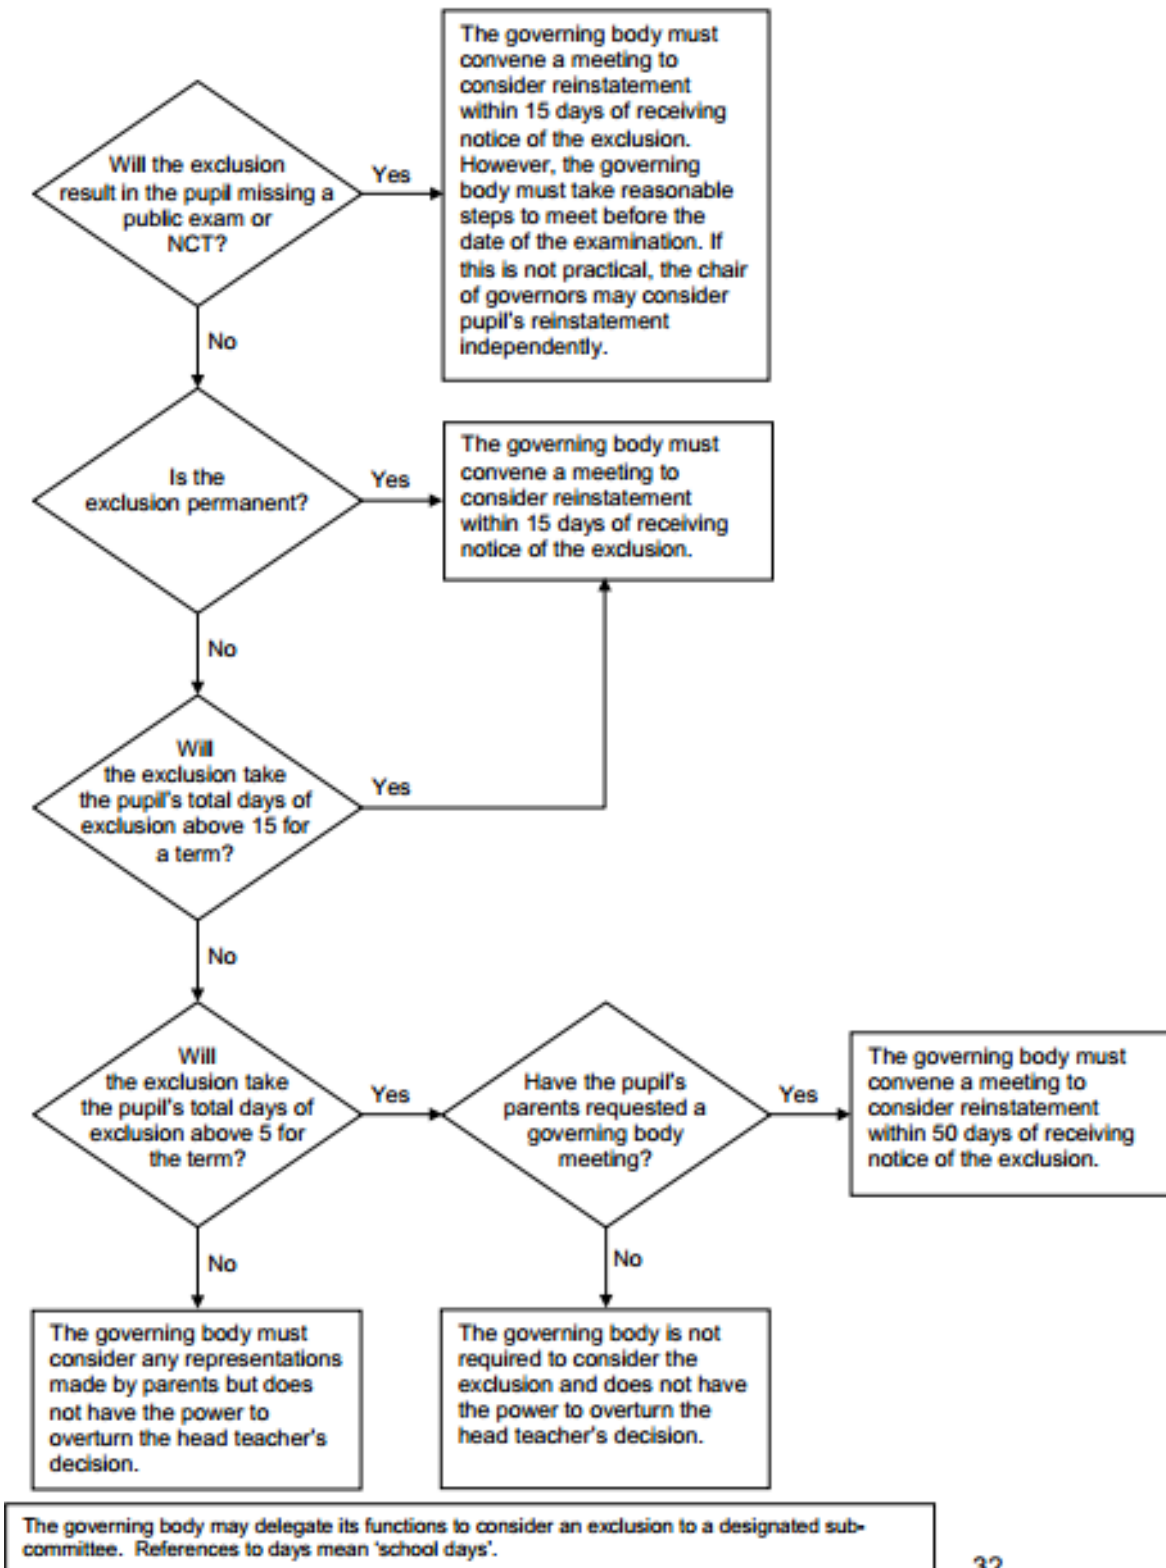 The governing body must
convene a meeting to
consider reinstatement
within 15 days of receiving
notice of the exclusion.
However, the governing
body must take reasonable
steps to meet before the
date of the examination. If
this is not practical, the chair
of governors may consider
pupil's reinstatement
independently.
Will the exclusion
result in the pupil missing a
public exam or
NCT?
Yes
No
Is the
exclusion permanent?
Yes
The governing body must
convene a meeting to
consider reinstatement
within 15 days of receiving
notice of the exclusion.
No
Will
the exclusion take
the pupil's total days of
exclusion above 15 for
a term?
Yes
No
Will
the exclusion take
the pupil's total days of
exclusion above 5 for
the term?
Yes
Have the pupil's
parents requested a
governing body
meeting?
Yes
The governing body must
convene a meeting to
consider reinstatement
within 50 days of receiving
notice of the exclusion.
No
No
The governing body must
consider any representations
made by parents but does
not have the power to
overturn the head teacher's
decision.
The governing body is not
required to consider the
exclusion and does not have
the power to overturn the
head teacher's decision.
The governing body may delegate its functions to consider an exclusion to a designated sub-
committee. References to days mean 'school days'.
32